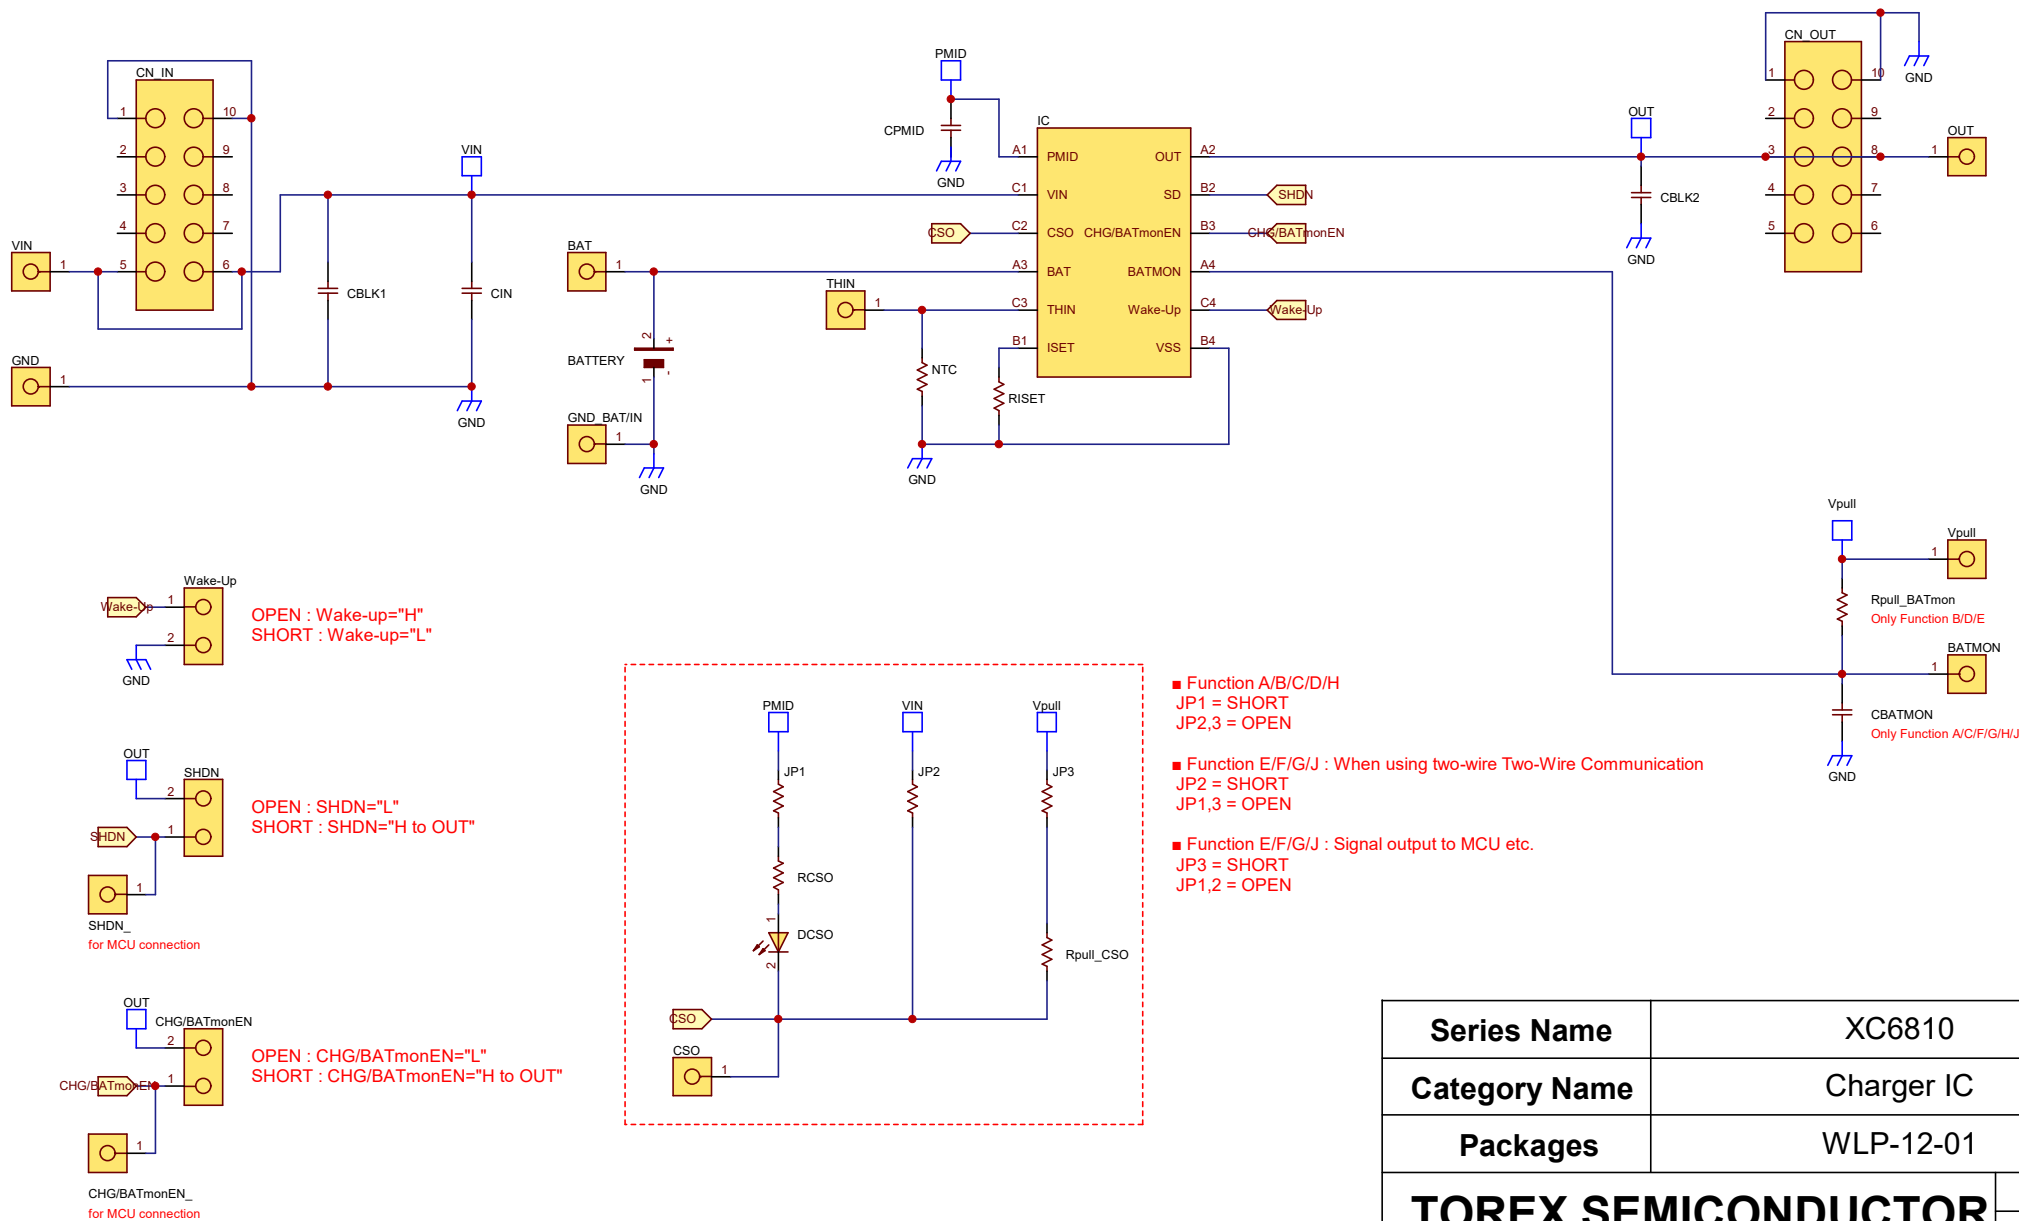 CN_IN
1
10
2
9
3
8
4
7
5
6
VIN
1
GND
1
VIN
CBLK1
CIN
GND
PMID
CPMID
GND
IC
A1
PMID
OUT
A2
C1
VIN
SD
B2
SHDN
CSO
C2
CSO
CHG/BATmonEN
B3
CHG/BATmonEN
A3
BAT
BATMON
A4
C3
THIN
Wake-Up
C4
Wake-Up
B1
ISET
VSS
B4
BAT
1
BATTERY
2
+
1
-
GND_BAT/IN
1
GND
THIN
1
NTC
RISET
GND
OUT
CBLK2
GND
CN_OUT
1
10
2
9
3
8
4
7
5
6
GND
OUT
1
Vpull
Vpull
1
Rpull_BATmon
Only Function B/D/E
BATMON
1
CBATMON
Only Function A/C/F/G/H/J
GND
Wake-Up
Wake-Up
1
2
GND
OPEN : Wake-up="H"
SHORT : Wake-up="L"
OUT
SHDN
2
SHDN
1
1
SHDN_
for MCU connection
OPEN : SHDN="L"
SHORT : SHDN="H to OUT"
OUT
CHG/BATmonEN
2
CHG/BATmonEN
1
1
CHG/BATmonEN_
for MCU connection
OPEN : CHG/BATmonEN="L"
SHORT : CHG/BATmonEN="H to OUT"
PMID
VIN
Vpull
JP1
JP2
JP3
RCSO
1
DCSO
2
Rpull_CSO
CSO
CSO
1
■ Function A/B/C/D/H
JP1 = SHORT
JP2,3 = OPEN
■ Function E/F/G/J : When using two-wire Two-Wire Communication
JP2 = SHORT
JP1,3 = OPEN
■ Function E/F/G/J : Signal output to MCU etc.
JP3 = SHORT
JP1,2 = OPEN
Series Name
XC6810
Category Name
Charger IC
Packages
WLP-12-01
TOREX SEMICONDUCTOR